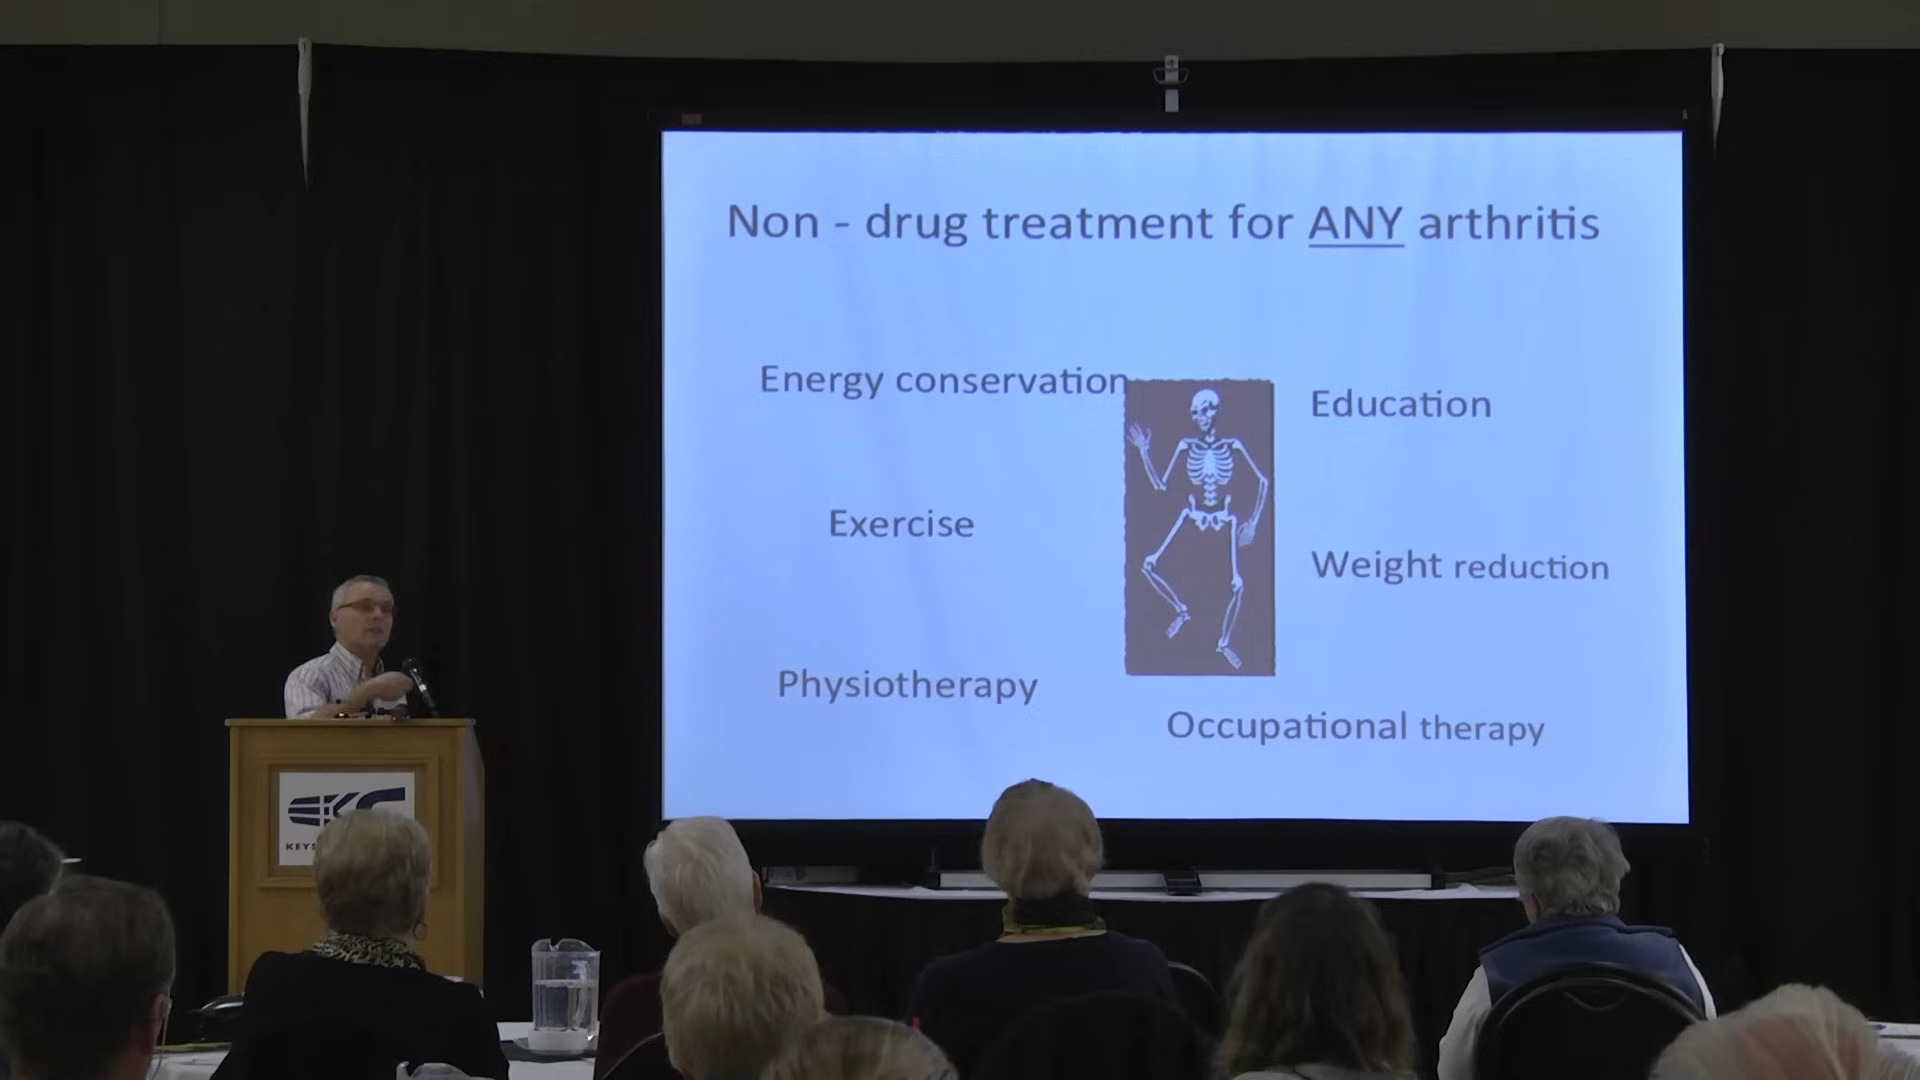 Non - drug treatment for ANY arthritis
Energy conservation
Education
Exercise
Weight reduction
Physiotherapy
Occupational therapy